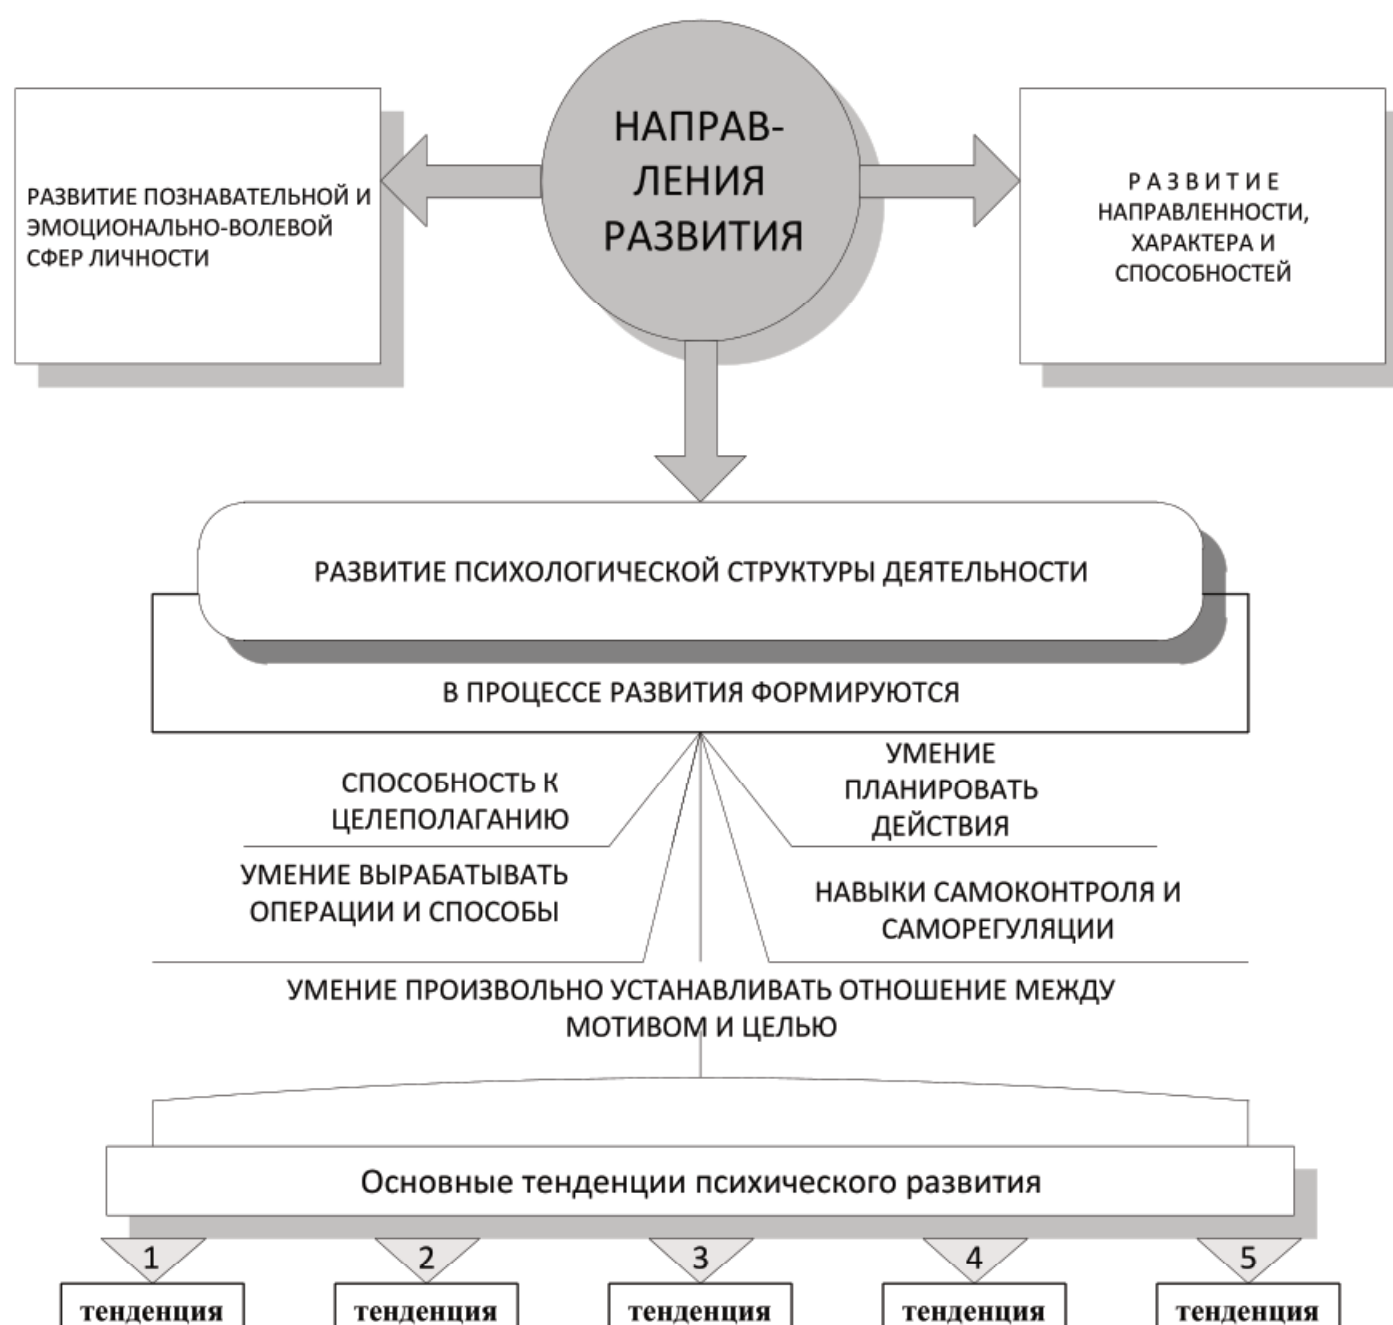 НАПРАВ-
ЛЕНИЯ
РАЗВИТИЯ
РАЗВИТИЕ ПОЗНАВАТЕЛЬНОЙ И
ЭМОЦИОНАЛЬНО-ВОЛЕВОЙ
СФЕР ЛИЧНОСТИ
Р А З В И Т И Е
НАПРАВЛЕННОСТИ,
ХАРАКТЕРА И
СПОСОБНОСТЕЙ
РАЗВИТИЕ ПСИХОЛОГИЧЕСКОЙ СТРУКТУРЫ ДЕЯТЕЛЬНОСТИ
В ПРОЦЕССЕ РАЗВИТИЯ ФОРМИРУЮТСЯ
СПОСОБНОСТЬ К
ЦЕЛЕПОЛАГАНИЮ
УМЕНИЕ
ПЛАНИРОВАТЬ
ДЕЙСТВИЯ
УМЕНИЕ ВЫРАБАТЫВАТЬ
ОПЕРАЦИИ И СПОСОБЫ
НАВЫКИ САМОКОНТРОЛЯ И
САМОРЕГУЛЯЦИИ
УМЕНИЕ ПРОИЗВОЛЬНО УСТАНАВЛИВАТЬ ОТНОШЕНИЕ МЕЖДУ
МОТИВОМ И ЦЕЛЬЮ
Основные тенденции психического развития
1
тенденция
2
тенденция
3
тенденция
4
тенденция
5
тенденция